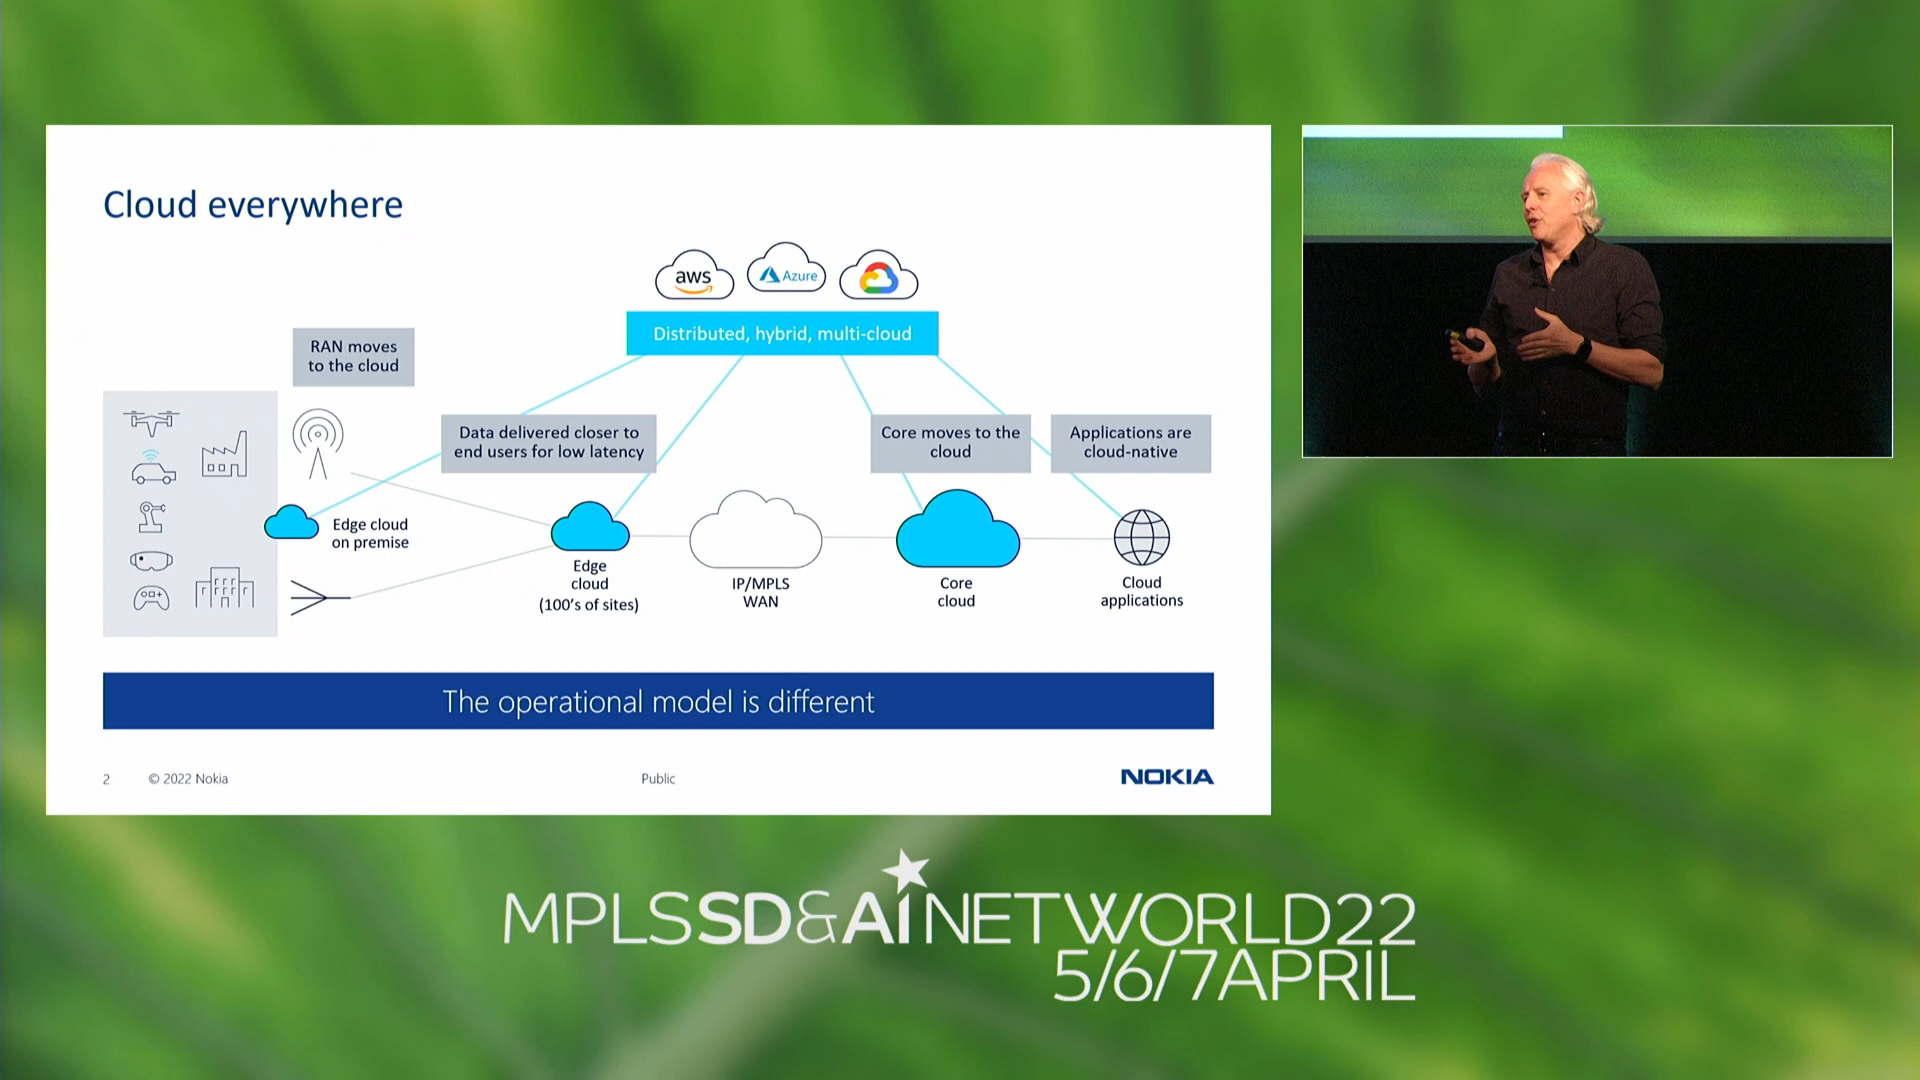 Cloud everywhere
aws
Azure
Distributed, hybrid, multi-cloud
RAN moves
to the cloud
Data delivered closer to
end users for low latency
Core moves to the
cloud
Applications are
cloud-native
Edge cloud
on premise
Edge
cloud
(100's of sites)
IP/MPLS
WAN
Core
cloud
Cloud
applications
The operational model is different
2 © 2022 Nokia Public NOKIA
MPLSSD&AINETWORLD22
5/6/7APRIL